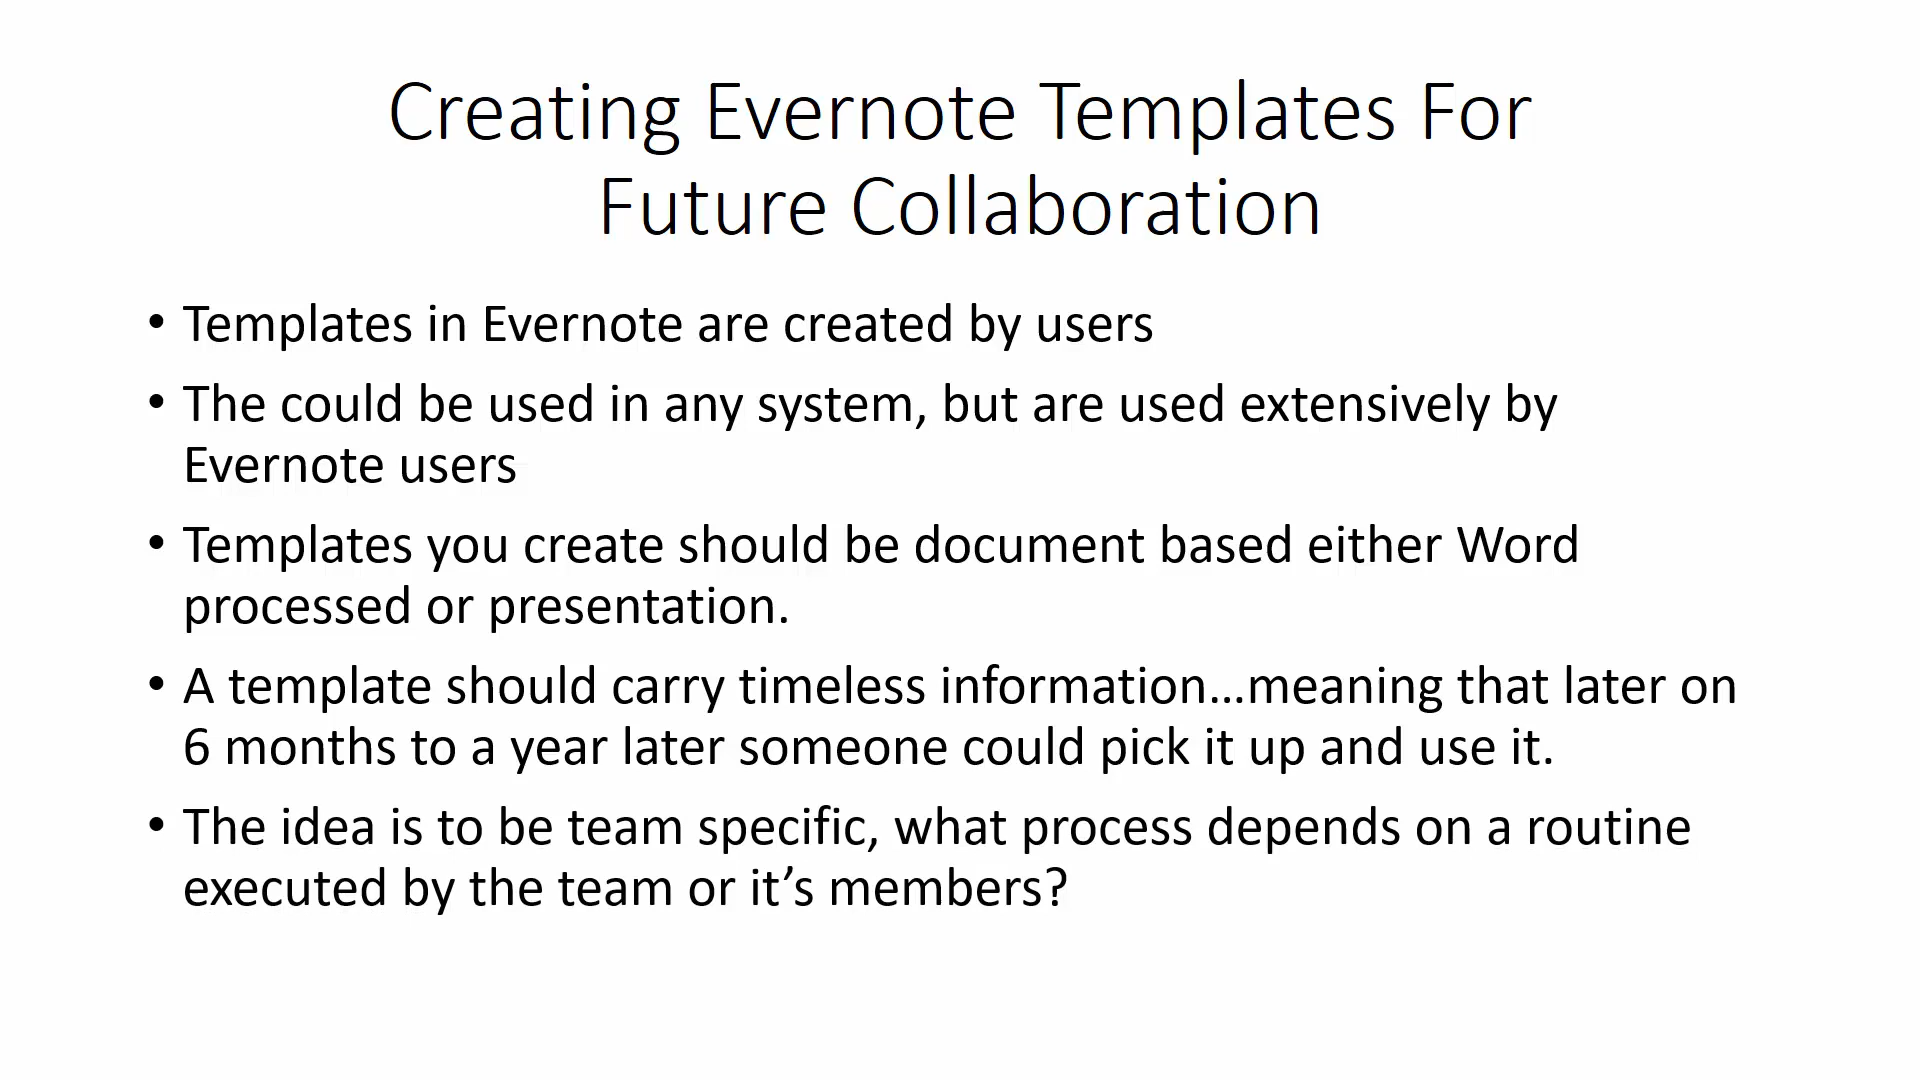 Creating Evernote Templates For
Future Collaboration
• Templates in Evernote are created by users
• The could be used in any system, but are used extensively by
Evernote users
• Templates you create should be document based either Word
processed or presentation.
• A template should carry timeless information…meaning that later on
6 months to a year later someone could pick it up and use it.
• The idea is to be team specific, what process depends on a routine
executed by the team or it’s members?